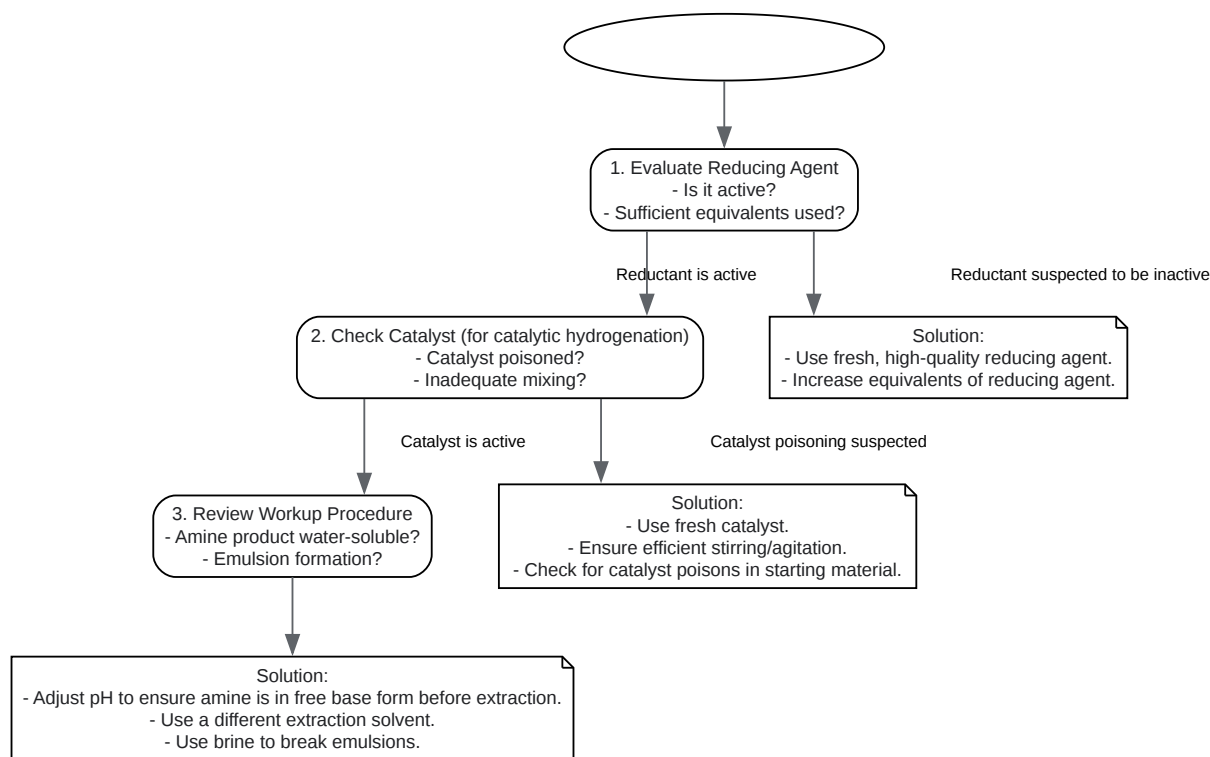 1. Evaluate Reducing Agent
- Is it active?
- Sufficient equivalents used?
Reductant is active
Reductant suspected to be inactive
2. Check Catalyst (for catalytic hydrogenation)
- Catalyst poisoned?
- Inadequate mixing?
Solution:
- Use fresh, high-quality reducing agent.
- Increase equivalents of reducing agent.
Catalyst is active
Catalyst poisoning suspected
3. Review Workup Procedure
- Amine product water-soluble?
- Emulsion formation?
Solution:
- Use fresh catalyst.
- Ensure efficient stirring/agitation.
- Check for catalyst poisons in starting material.
Solution:
- Adjust pH to ensure amine is in free base form before extraction.
- Use a different extraction solvent.
- Use brine to break emulsions.